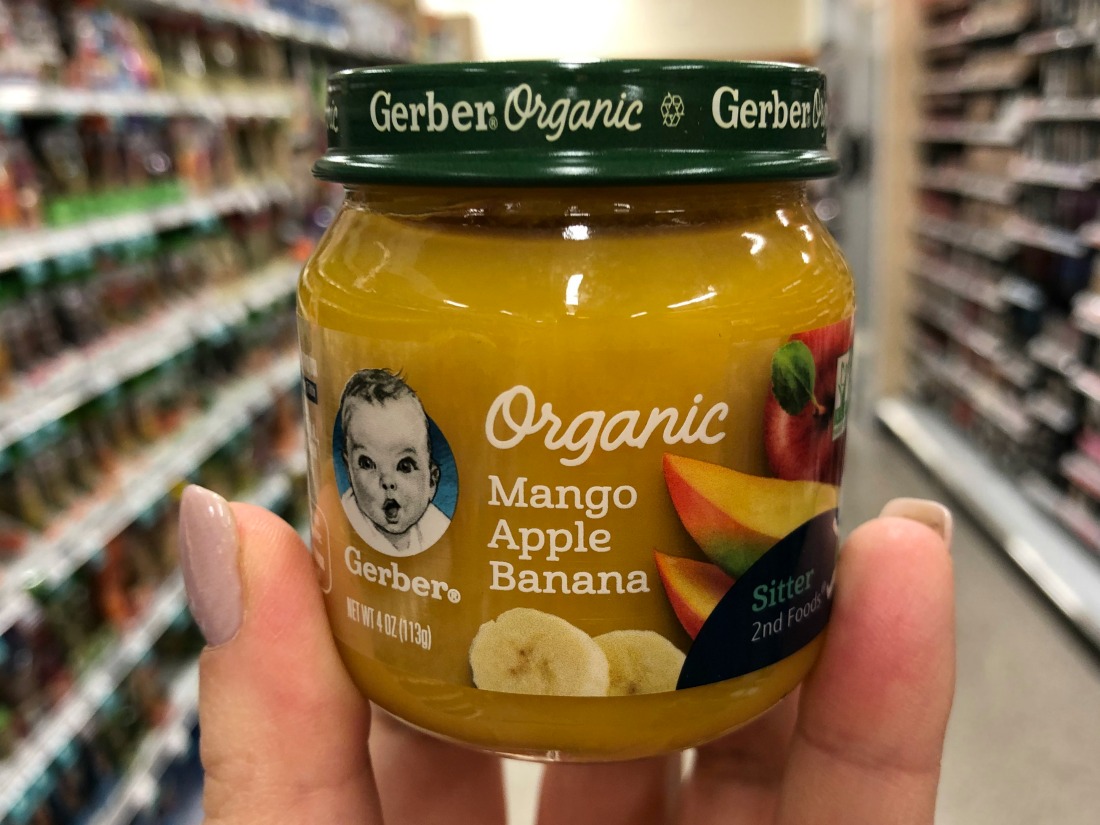 Gerber® Organic Gerber
Organic
Mango
Apple
Banana
Gerber®
NET WT 4 OZ (113g)
Sitter
2nd Foods®